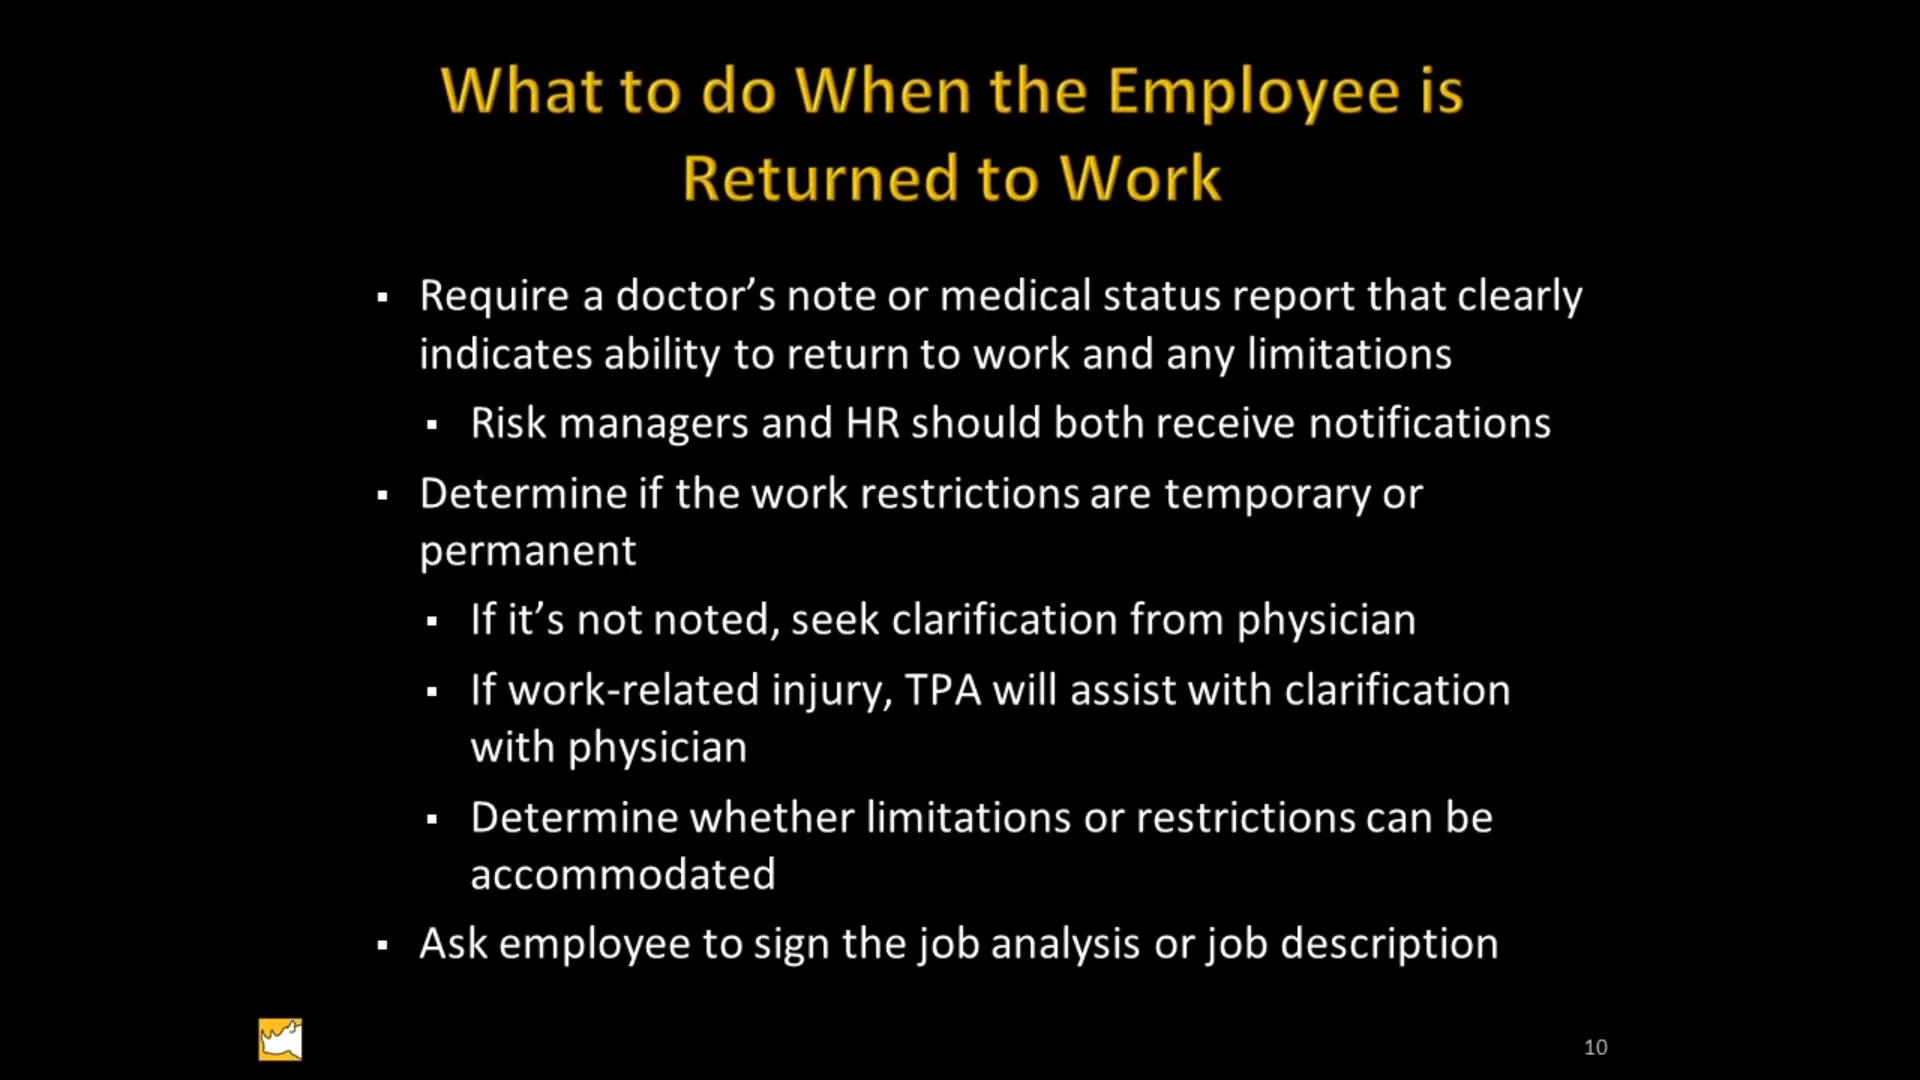 What to do When the Employee is
Returned to Work
▪ Require a doctor’s note or medical status report that clearly
indicates ability to return to work and any limitations
▪ Risk managers and HR should both receive notifications
▪ Determine if the work restrictions are temporary or
permanent
▪ If it’s not noted, seek clarification from physician
▪ If work-related injury, TPA will assist with clarification
with physician
▪ Determine whether limitations or restrictions can be
accommodated
▪ Ask employee to sign the job analysis or job description
10